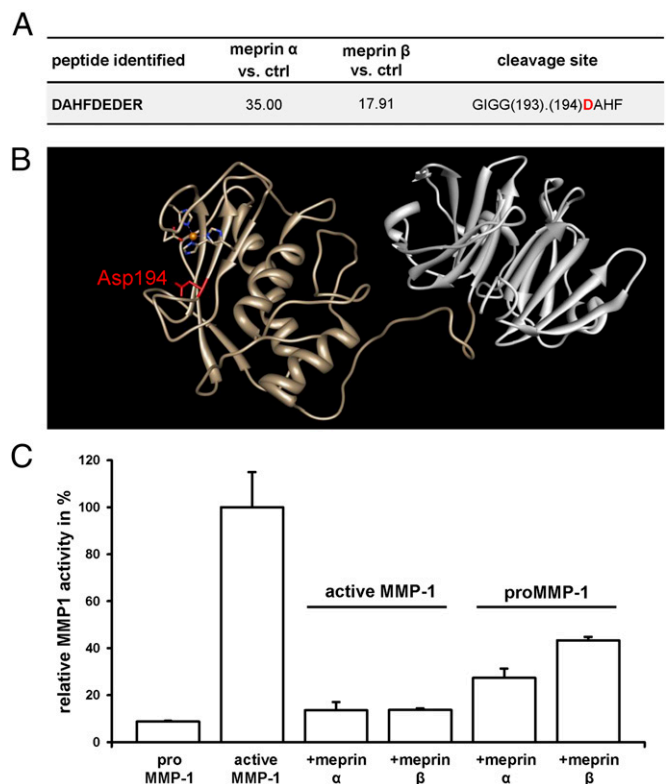 A
peptide identified meprin α vs. ctrl meprin β vs. ctrl cleavage site
DAHFDEDER 35.00 17.91 GIGG(193).(194)DAHF
B
Asp194
C
relative MMP1 activity in %
120
100
80
60
40
20
0
active MMP-1 proMMP-1
pro MMP-1
active MMP-1
+meprin α
+meprin β
+meprin α
+meprin β